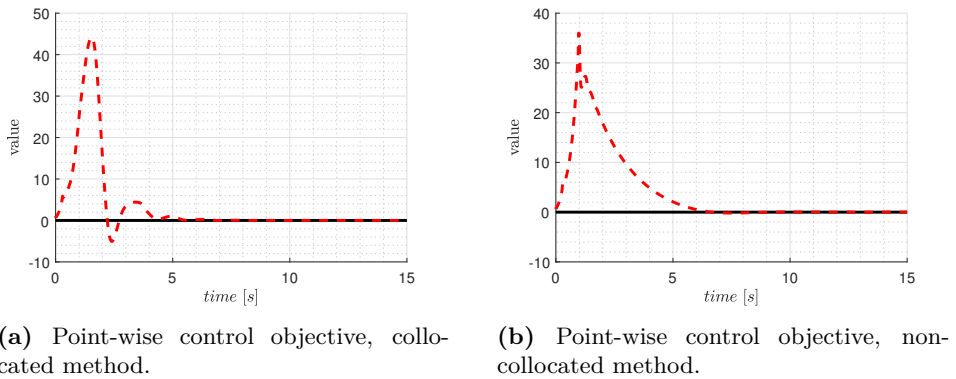 50
40
30
20
10
0
-10
value
0 5 10 15
time [s]
40
30
20
10
0
-10
value
0 5 10 15
time [s]
(a) Point-wise control objective, collo-
cated method.
(b) Point-wise control objective, non-
collocated method.